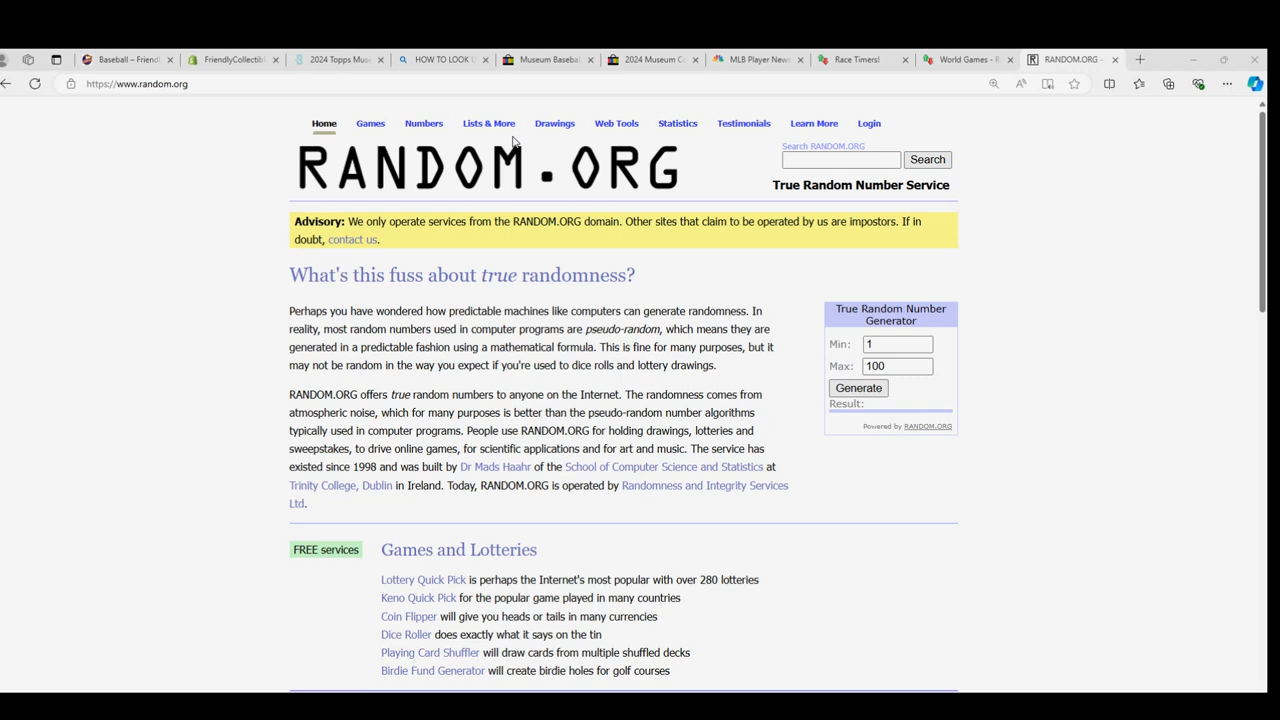 Baseball – Friendl
FriendlyCollectibl
2024 Topps Muse
HOW TO LOOK U
Museum Basebal
2024 Museum Co
MLB Player News
Race Timers!
World Games - R
RANDOM.ORG -
https://www.random.org
Home Games Numbers Lists & More Drawings Web Tools Statistics Testimonials Learn More Login
RANDOM.ORG
Search RANDOM.ORG
Search
True Random Number Service
Advisory: We only operate services from the RANDOM.ORG domain. Other sites that claim to be operated by us are impostors. If in
doubt, contact us.
What's this fuss about true randomness?
Perhaps you have wondered how predictable machines like computers can generate randomness. In
reality, most random numbers used in computer programs are pseudo-random, which means they are
generated in a predictable fashion using a mathematical formula. This is fine for many purposes, but it
may not be random in the way you expect if you're used to dice rolls and lottery drawings.
RANDOM.ORG offers true random numbers to anyone on the Internet. The randomness comes from
atmospheric noise, which for many purposes is better than the pseudo-random number algorithms
typically used in computer programs. People use RANDOM.ORG for holding drawings, lotteries and
sweepstakes, to drive online games, for scientific applications and for art and music. The service has
existed since 1998 and was built by Dr Mads Haahr of the School of Computer Science and Statistics at
Trinity College, Dublin in Ireland. Today, RANDOM.ORG is operated by Randomness and Integrity Services
Ltd.
True Random Number
Generator
Min: 1
Max: 100
Generate
Result:
Powered by RANDOM.ORG
FREE services
Games and Lotteries
Lottery Quick Pick is perhaps the Internet's most popular with over 280 lotteries
Keno Quick Pick for the popular game played in many countries
Coin Flipper will give you heads or tails in many currencies
Dice Roller does exactly what it says on the tin
Playing Card Shuffler will draw cards from multiple shuffled decks
Birdie Fund Generator will create birdie holes for golf courses